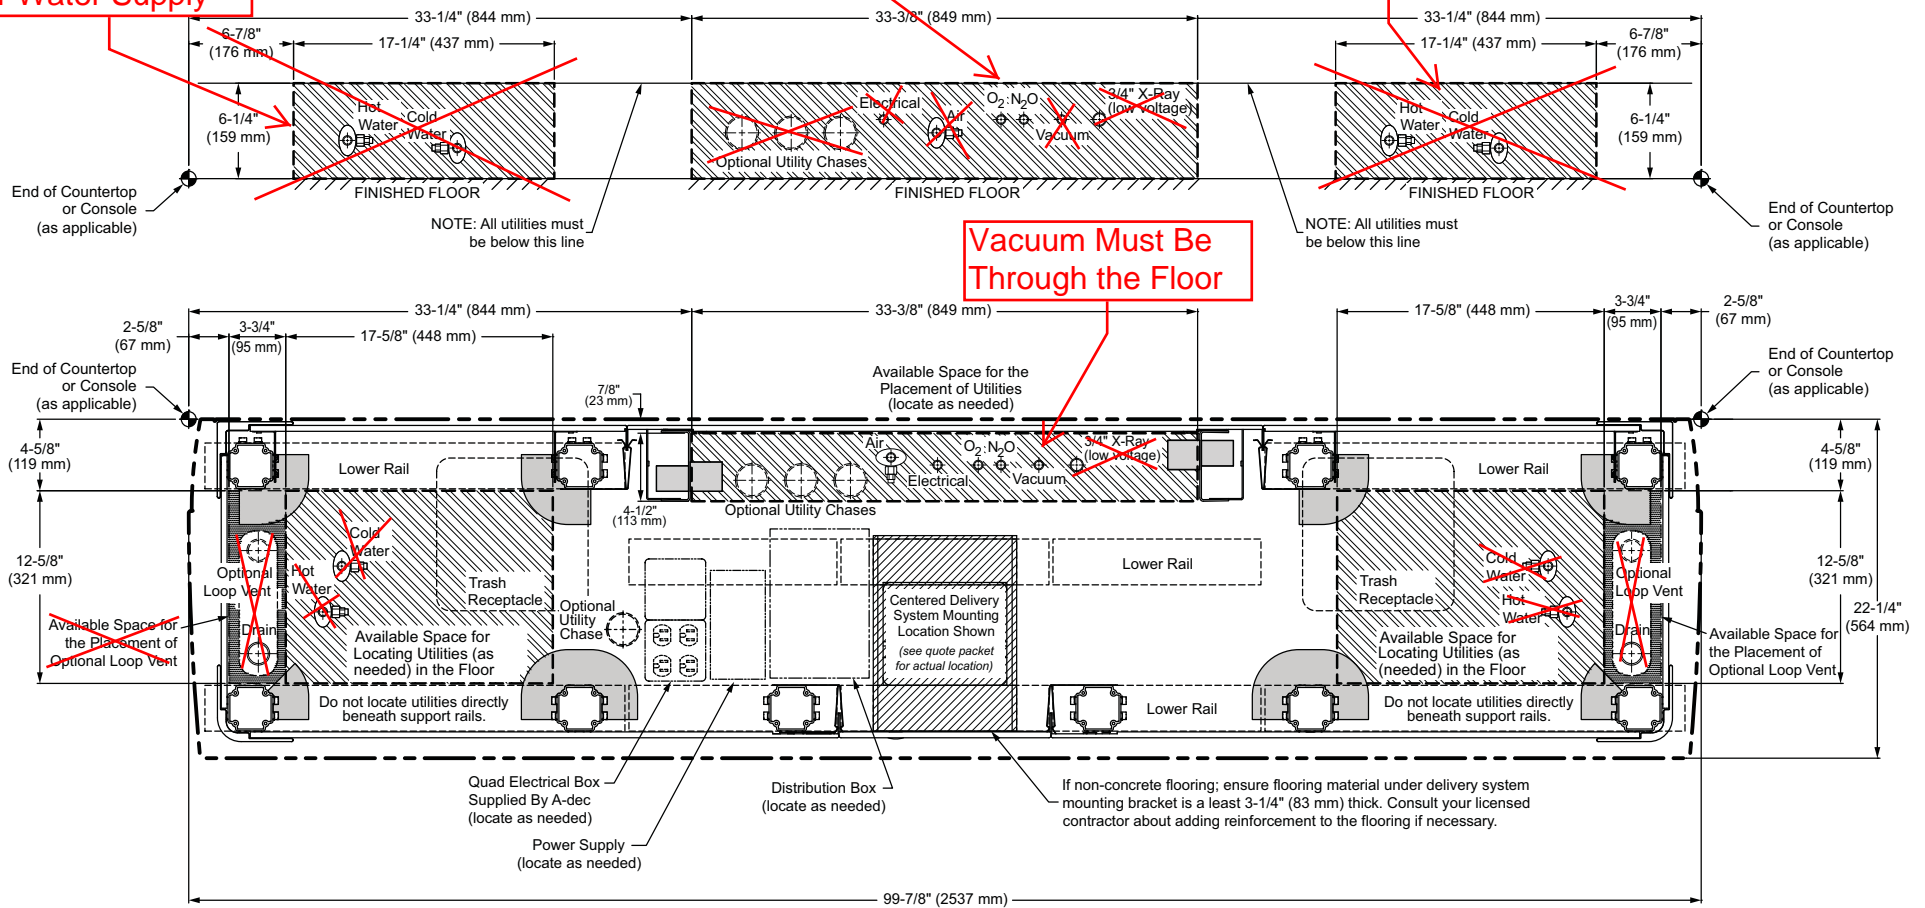 Water Supply
33-1/4" (844 mm)
33-3/8" (849 mm)
33-1/4" (844 mm)
6-7/8"
(176 mm)
17-1/4" (437 mm)
17-1/4" (437 mm)
6-7/8"
(176 mm)
6-1/4"
(159 mm)
Hot
Water
Cold
Water
Electrical
Air
O2
N2O
Vacuum
3/4" X-Ray
(low voltage)
Optional Utility Chases
Hot
Water
Cold
Water
6-1/4"
(159 mm)
FINISHED FLOOR
FINISHED FLOOR
FINISHED FLOOR
End of Countertop
or Console
(as applicable)
NOTE: All utilities must
be below this line
NOTE: All utilities must
be below this line
End of Countertop
or Console
(as applicable)
Vacuum Must Be
Through the Floor
33-1/4" (844 mm)
33-3/8" (849 mm)
2-5/8"
(67 mm)
3-3/4"
(95 mm)
17-5/8" (448 mm)
17-5/8" (448 mm)
3-3/4"
(95 mm)
2-5/8"
(67 mm)
End of Countertop
or Console
(as applicable)
7/8"
(23 mm)
Available Space for the
Placement of Utilities
(locate as needed)
End of Countertop
or Console
(as applicable)
4-5/8"
(119 mm)
Lower Rail
Air
Electrical
O2
N2O
Vacuum
3/4" X-Ray
(low voltage)
Lower Rail
4-5/8"
(119 mm)
4-1/2"
(113 mm)
Optional Utility Chases
12-5/8"
(321 mm)
Optional
Loop Vent
Drain
Cold
Water
Hot
Water
Trash
Receptacle
Optional
Utility
Chase
Lower Rail
Centered Delivery
System Mounting
Location Shown
(see quote packet
for actual location)
Trash
Receptacle
Cold
Water
Hot
Water
Optional
Loop Vent
Drain
12-5/8"
(321 mm)
22-1/4"
(564 mm)
Available Space for
the Placement of
Optional Loop Vent
Available Space for
Locating Utilities (as
needed) in the Floor
Available Space for
Locating Utilities (as
(needed) in the Floor
Available Space for
the Placement of
Optional Loop Vent
Do not locate utilities directly
beneath support rails.
Lower Rail
Do not locate utilities directly
beneath support rails.
Quad Electrical Box
Supplied By A-dec
(locate as needed)
Power Supply
(locate as needed)
Distribution Box
(locate as needed)
If non-concrete flooring; ensure flooring material under delivery system
mounting bracket is a least 3-1/4" (83 mm) thick. Consult your licensed
contractor about adding reinforcement to the flooring if necessary.
99-7/8" (2537 mm)